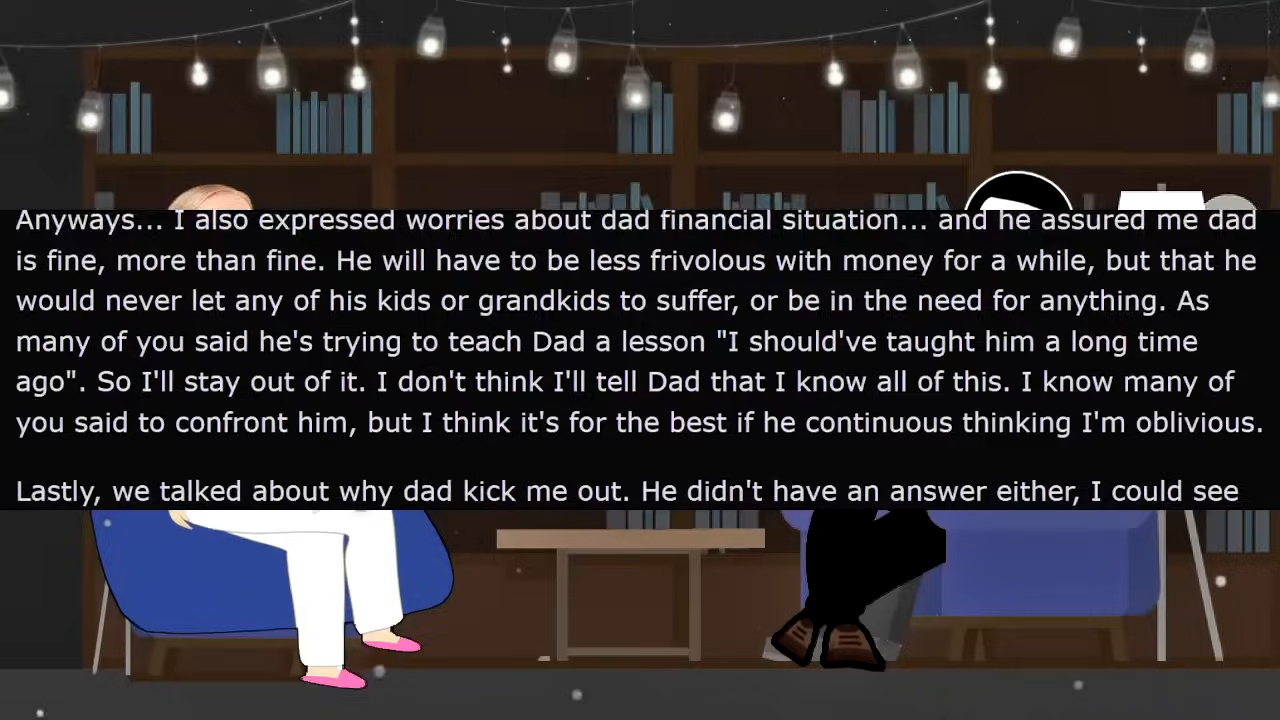 Anyways... I also expressed worries about dad financial situation... and he assured me dad
is fine, more than fine. He will have to be less frivolous with money for a while, but that he
would never let any of his kids or grandkids to suffer, or be in the need for anything. As
many of you said he's trying to teach Dad a lesson "I should've taught him a long time
ago". So I'll stay out of it. I don't think I'll tell Dad that I know all of this. I know many of
you said to confront him, but I think it's for the best if he continuous thinking I'm oblivious.
Lastly, we talked about why dad kick me out. He didn't have an answer either, I could see